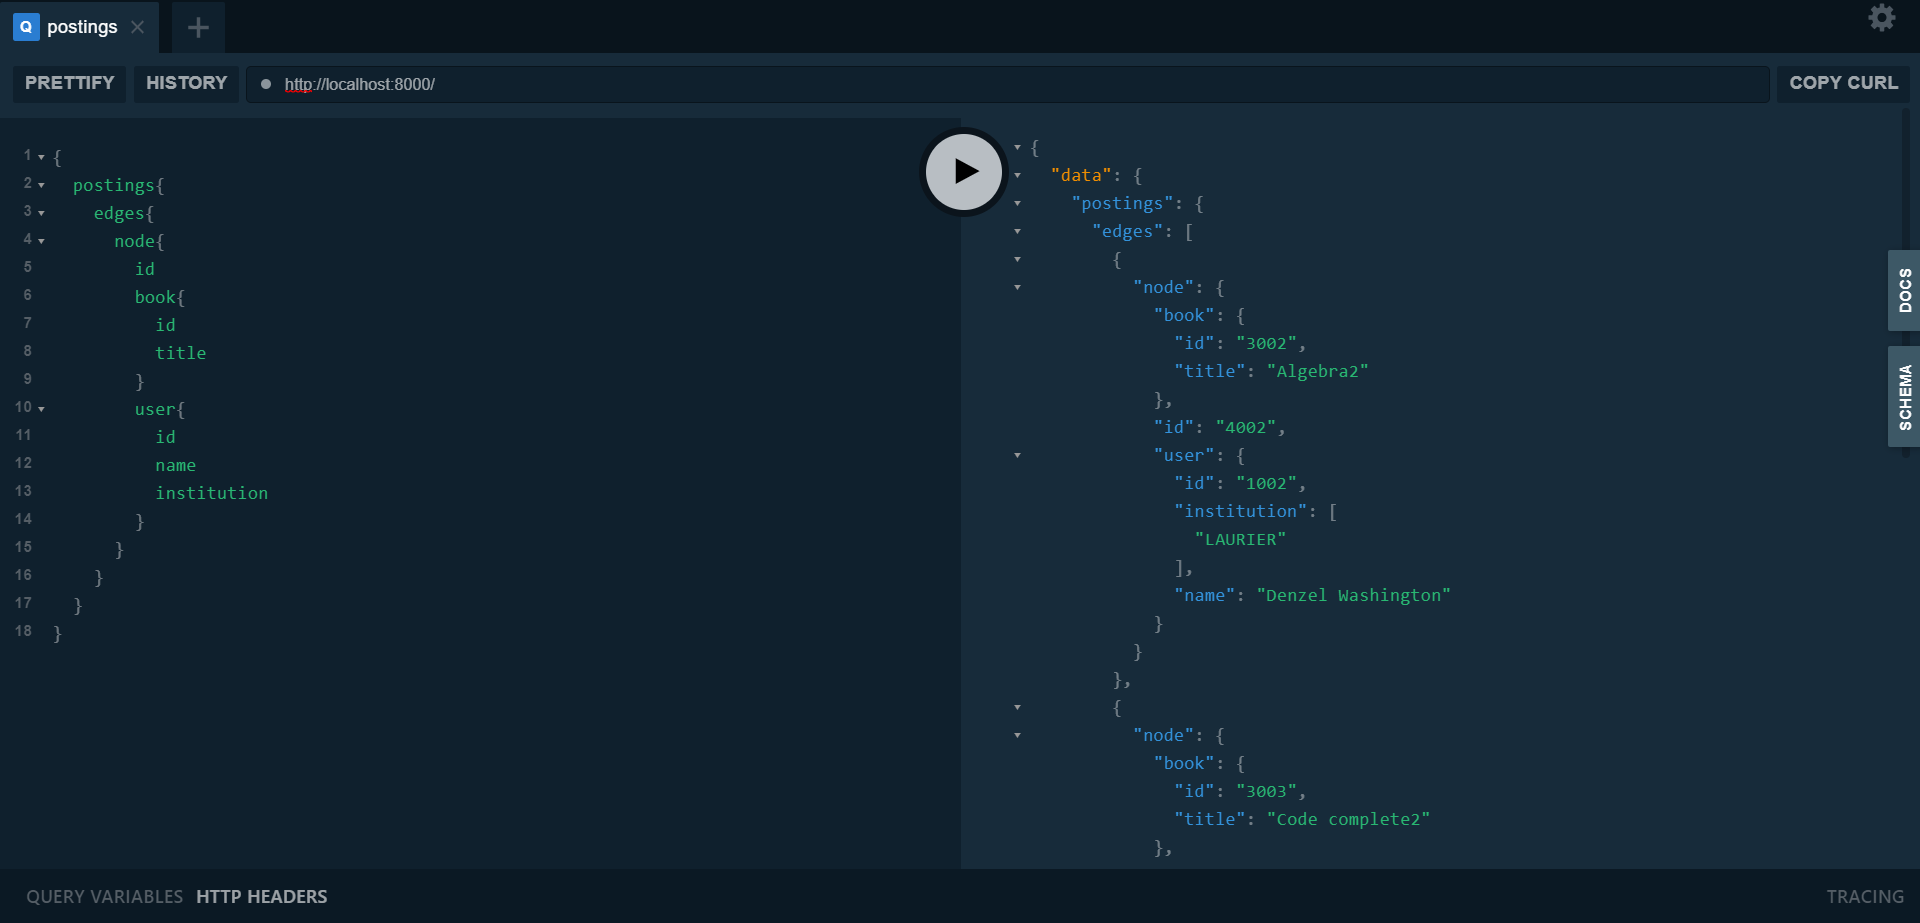 Q postings
PRETTIFY HISTORY http://localhost:8000/ COPY CURL
1 {
2 postings{
3 edges{
4 node{
5 id
6 book{
7 id
8 title
9 }
10 user{
11 id
12 name
13 institution
14 }
15 }
16 }
17 }
18 }
{
"data": {
"postings": {
"edges": [
{
"node": {
"book": {
"id": "3002",
"title": "Algebra2"
},
"id": "4002",
"user": {
"id": "1002",
"institution": [
"LAURIER"
],
"name": "Denzel Washington"
}
}
},
{
"node": {
"book": {
"id": "3003",
"title": "Code complete2"
},
DOCS
SCHEMA
QUERY VARIABLES HTTP HEADERS TRACING